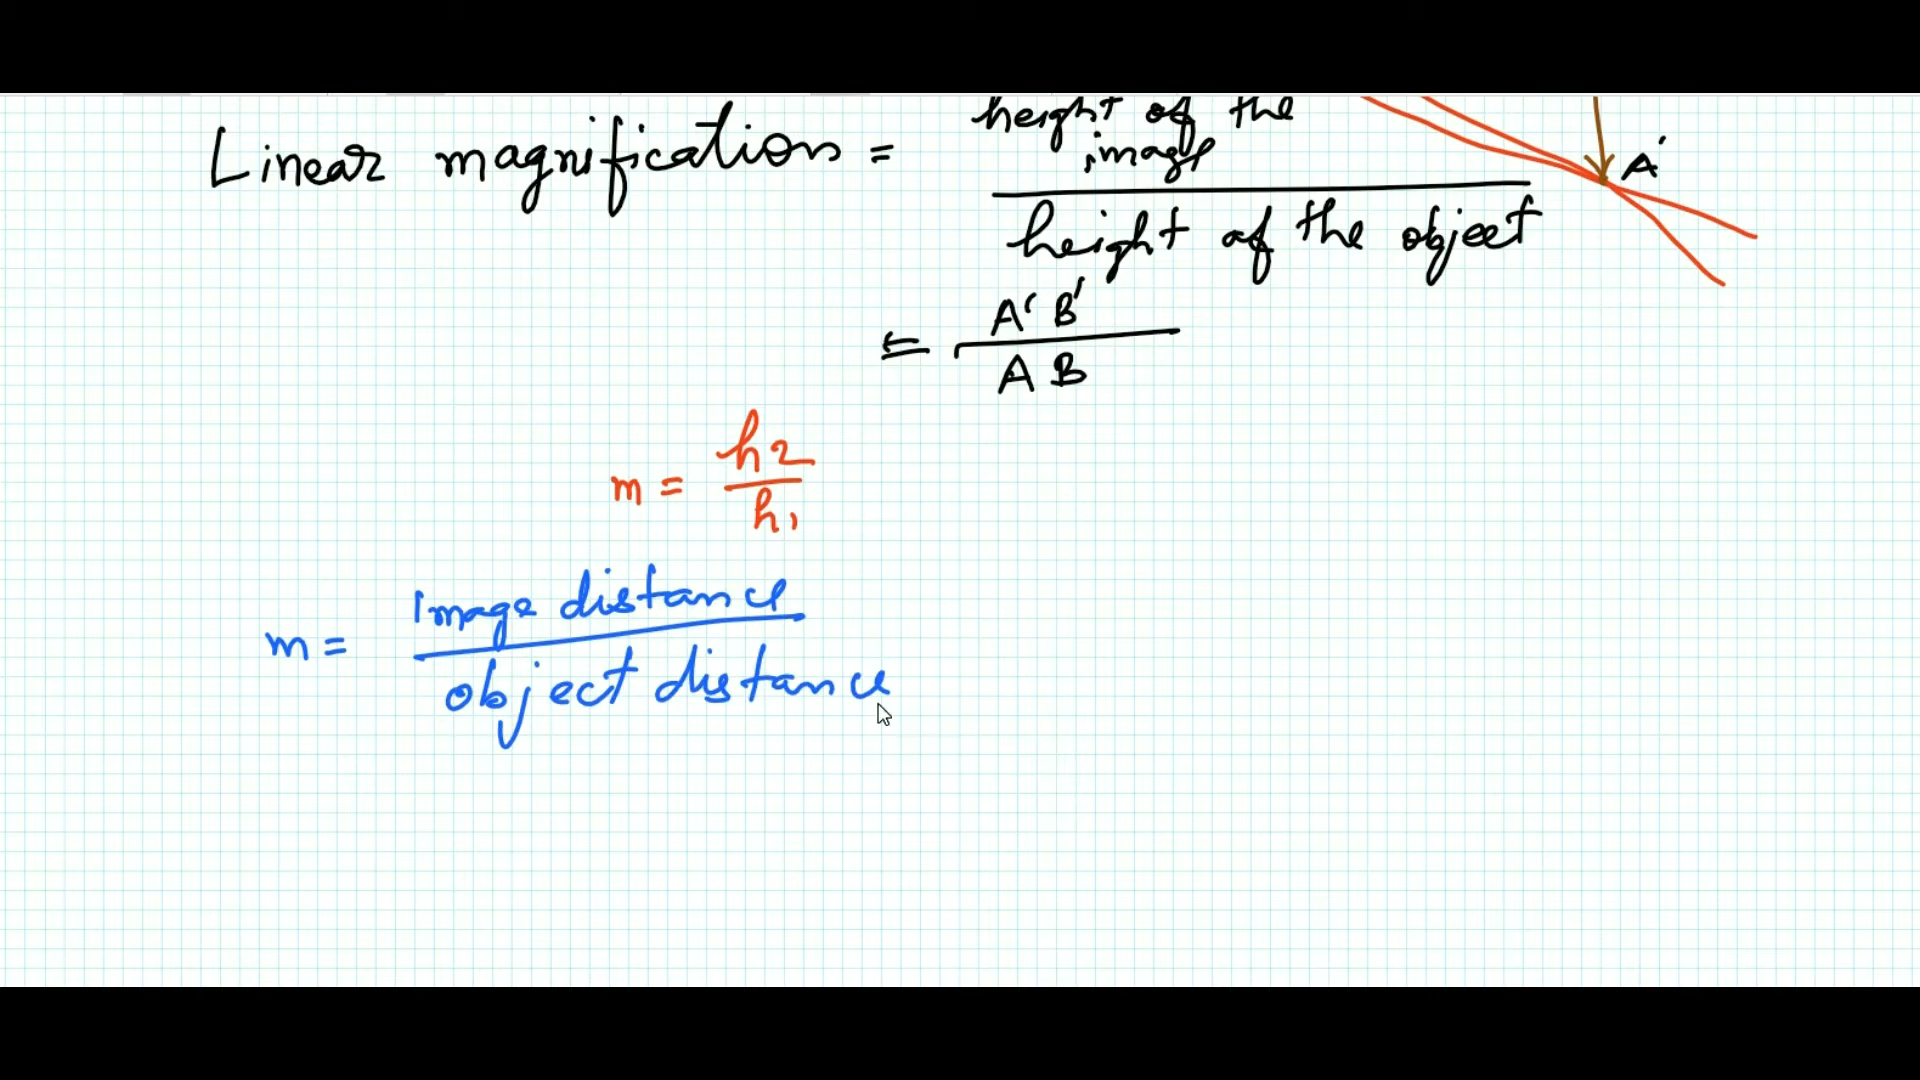 height of the
image
Linear magnification =
height of the object
A'
= A' B'
A B
m = h2
h1
m = Image distance
object distance